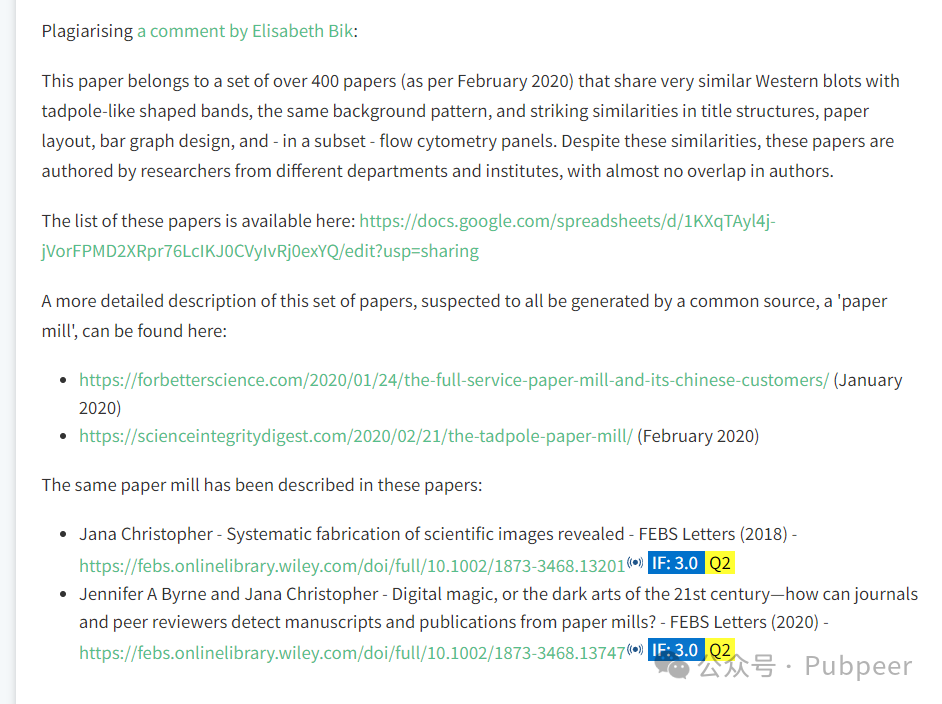 Plagiarising a comment by Elisabeth Bik:
This paper belongs to a set of over 400 papers (as per February 2020) that share very similar Western blots with
tadpole-like shaped bands, the same background pattern, and striking similarities in title structures, paper
layout, bar graph design, and - in a subset - flow cytometry panels. Despite these similarities, these papers are
authored by researchers from different departments and institutes, with almost no overlap in authors.
The list of these papers is available here: https://docs.google.com/spreadsheets/d/1KXqTAyl4j-
jVorFPMD2XRpr76LcIKJ0CVyIvRj0exYQ/edit?usp=sharing
A more detailed description of this set of papers, suspected to all be generated by a common source, a 'paper
mill', can be found here:
• https://forbetterscience.com/2020/01/24/the-full-service-paper-mill-and-its-chinese-customers/ (January
2020)
• https://scienceintegritydigest.com/2020/02/21/the-tadpole-paper-mill/ (February 2020)
The same paper mill has been described in these papers:
• Jana Christopher - Systematic fabrication of scientific images revealed - FEBS Letters (2018) -
https://febs.onlinelibrary.wiley.com/doi/full/10.1002/1873-3468.13201 IF: 3.0 Q2
• Jennifer A Byrne and Jana Christopher - Digital magic, or the dark arts of the 21st century—how can journals
and peer reviewers detect manuscripts and publications from paper mills? - FEBS Letters (2020) -
https://febs.onlinelibrary.wiley.com/doi/full/10.1002/1873-3468.13747 IF: 3.0 Q2
公众号 · Pubpeer